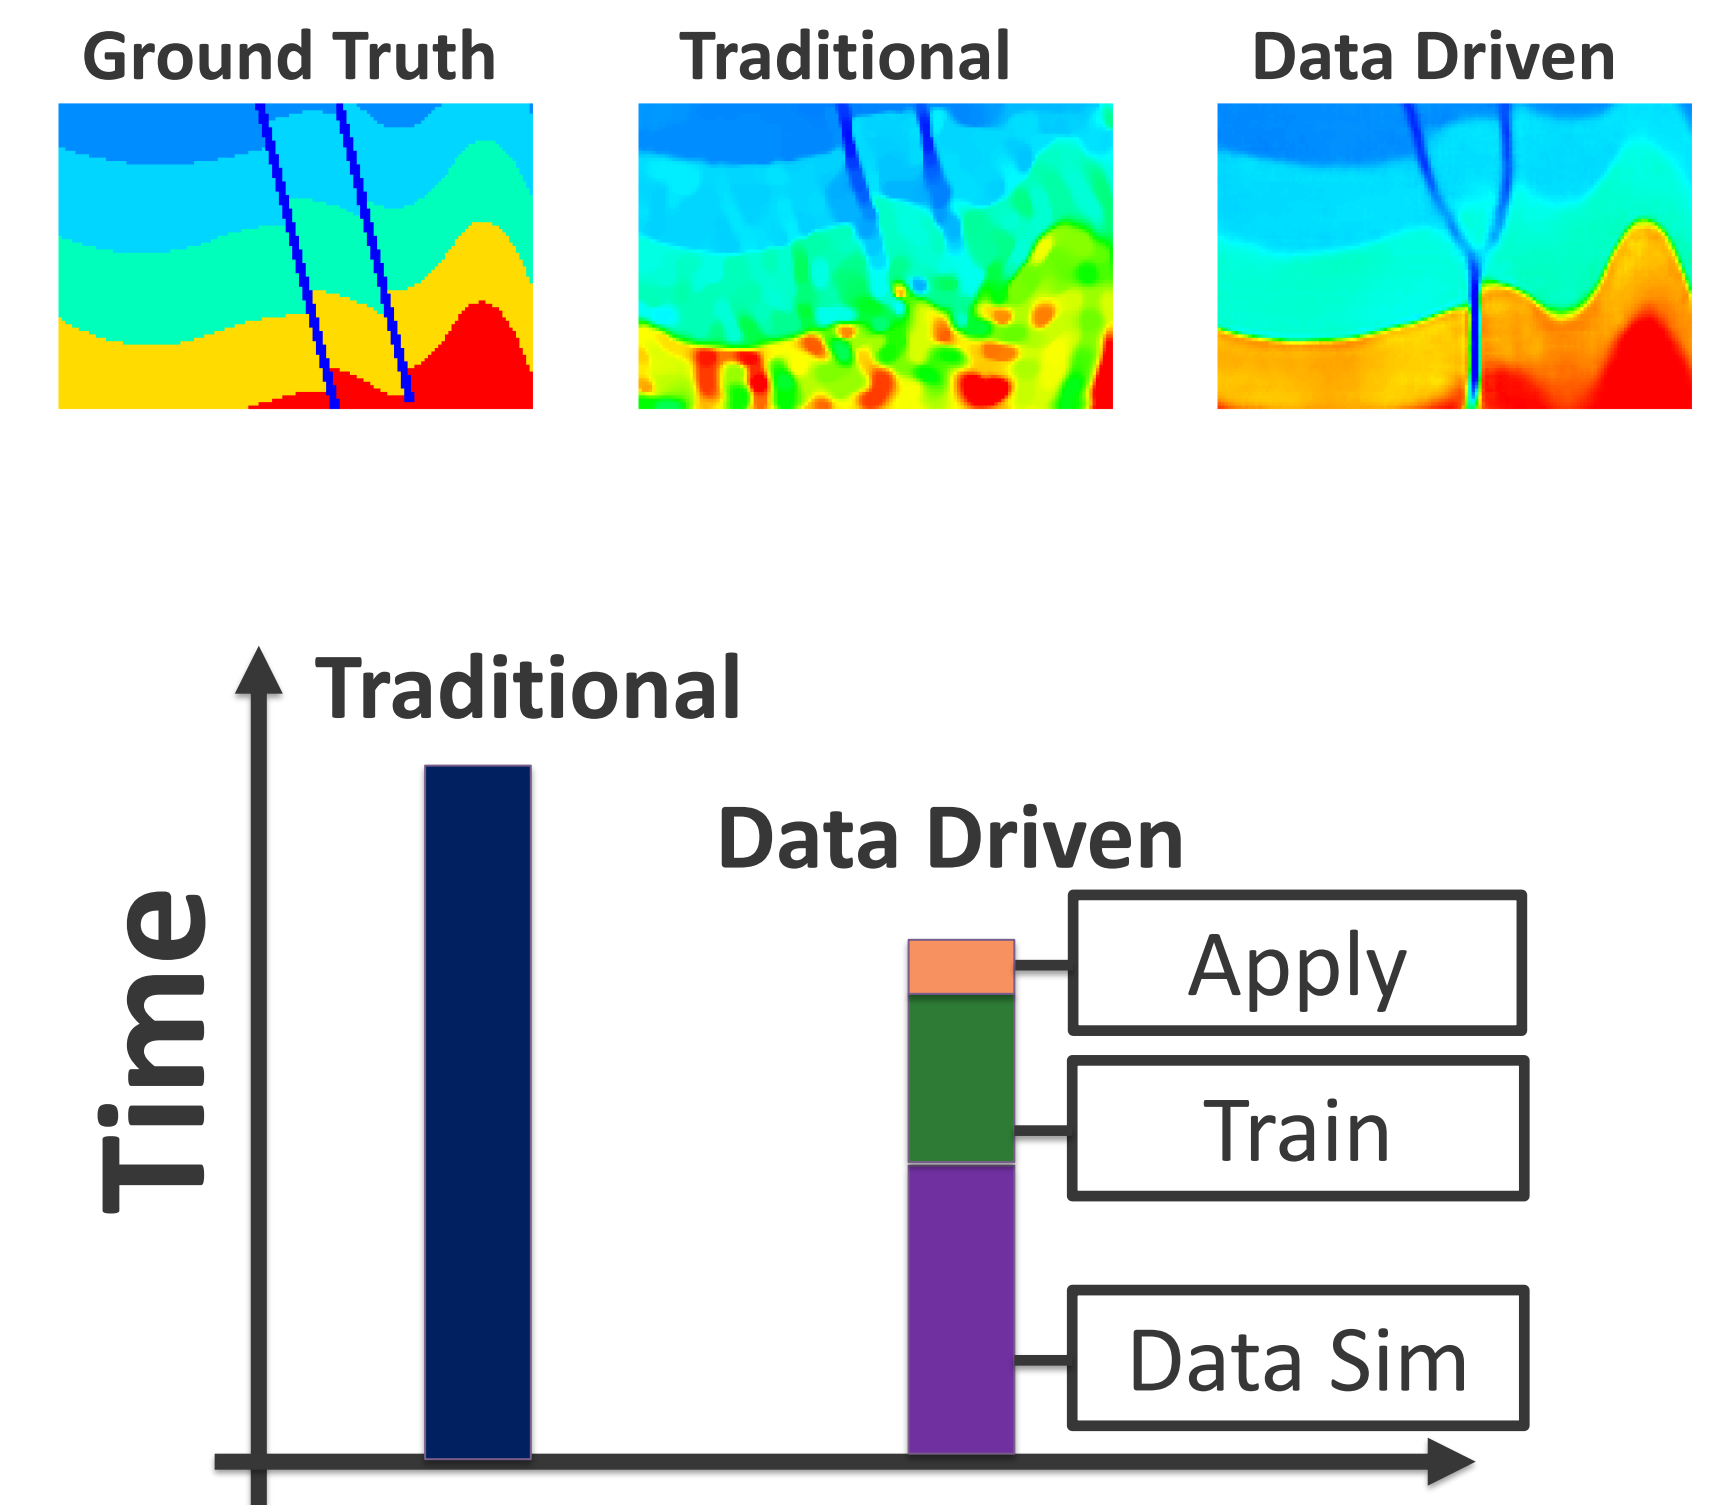 Ground Truth
Traditional
Data Driven
Traditional
Data Driven
Time
Apply
Train
Data Sim